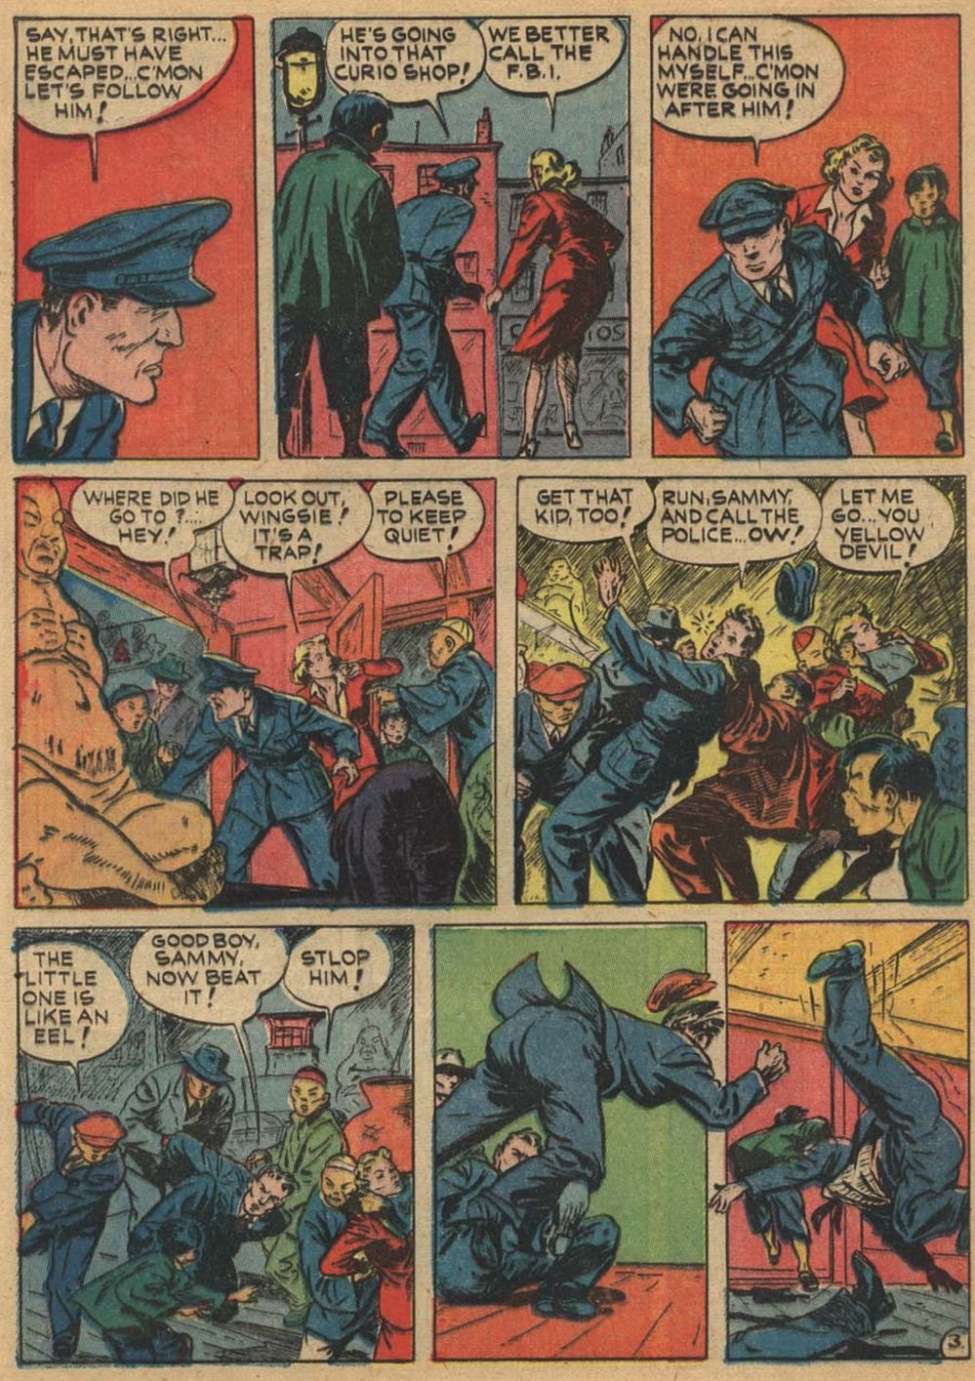 SAY, THAT'S RIGHT...
HE MUST HAVE
ESCAPED...C'MON
LET'S FOLLOW
HIM!
HE'S GOING
INTO THAT
CURIO SHOP!
WE BETTER
CALL THE
F.B.I.
NO, I CAN
HANDLE THIS
MYSELF...C'MON
WERE GOING IN
AFTER HIM!
WHERE DID HE
GO TO?....
HEY!
LOOK OUT,
WINGSIE!
IT'S A
TRAP!
PLEASE
TO KEEP
QUIET!
GET THAT
KID, TOO!
RUN, SAMMY,
AND CALL THE
POLICE...OW!
LET ME
GO...YOU
YELLOW
DEVIL!
THE
LITTLE
ONE IS
LIKE AN
EEL!
GOOD BOY,
SAMMY,
NOW BEAT
IT!
STLOP
HIM!
3